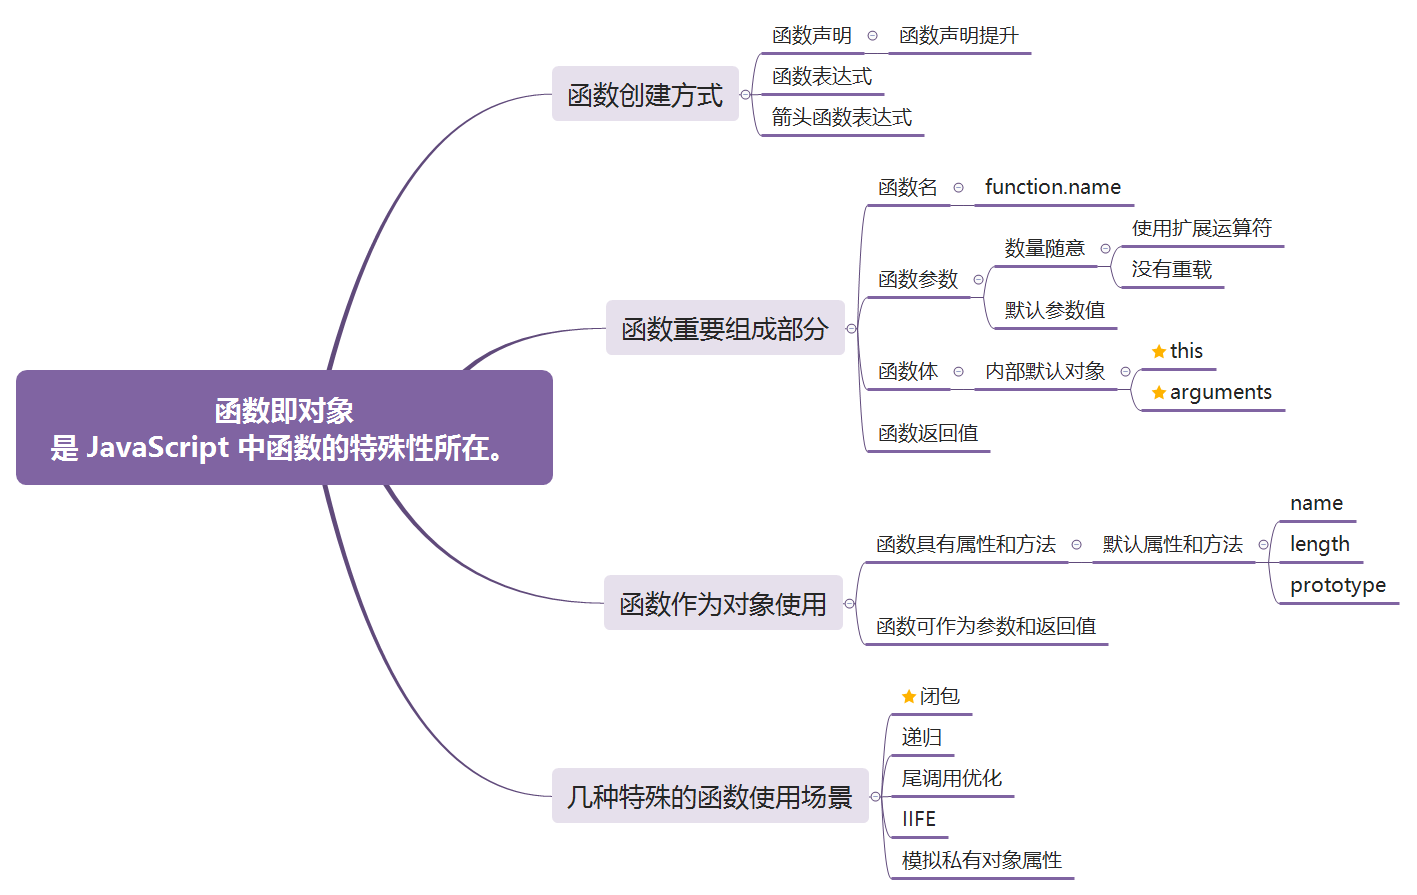 函数即对象
是 JavaScript 中函数的特殊性所在。
函数创建方式
函数声明
函数声明提升
函数表达式
箭头函数表达式
函数重要组成部分
函数名
function.name
函数参数
数量随意
使用扩展运算符
没有重载
默认参数值
函数体
内部默认对象
this
arguments
函数返回值
函数作为对象使用
函数具有属性和方法
默认属性和方法
name
length
prototype
函数可作为参数和返回值
几种特殊的函数使用场景
闭包
递归
尾调用优化
IIFE
模拟私有对象属性